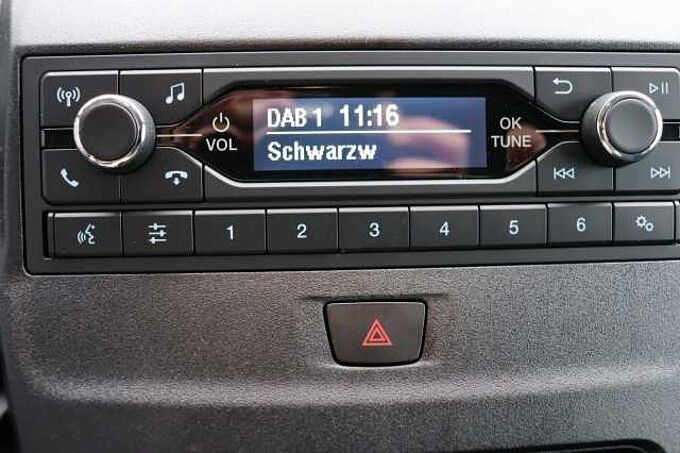 DAB 1 11:16
Schwarzw
VOL
OK
TUNE
1 2 3 4 5 6